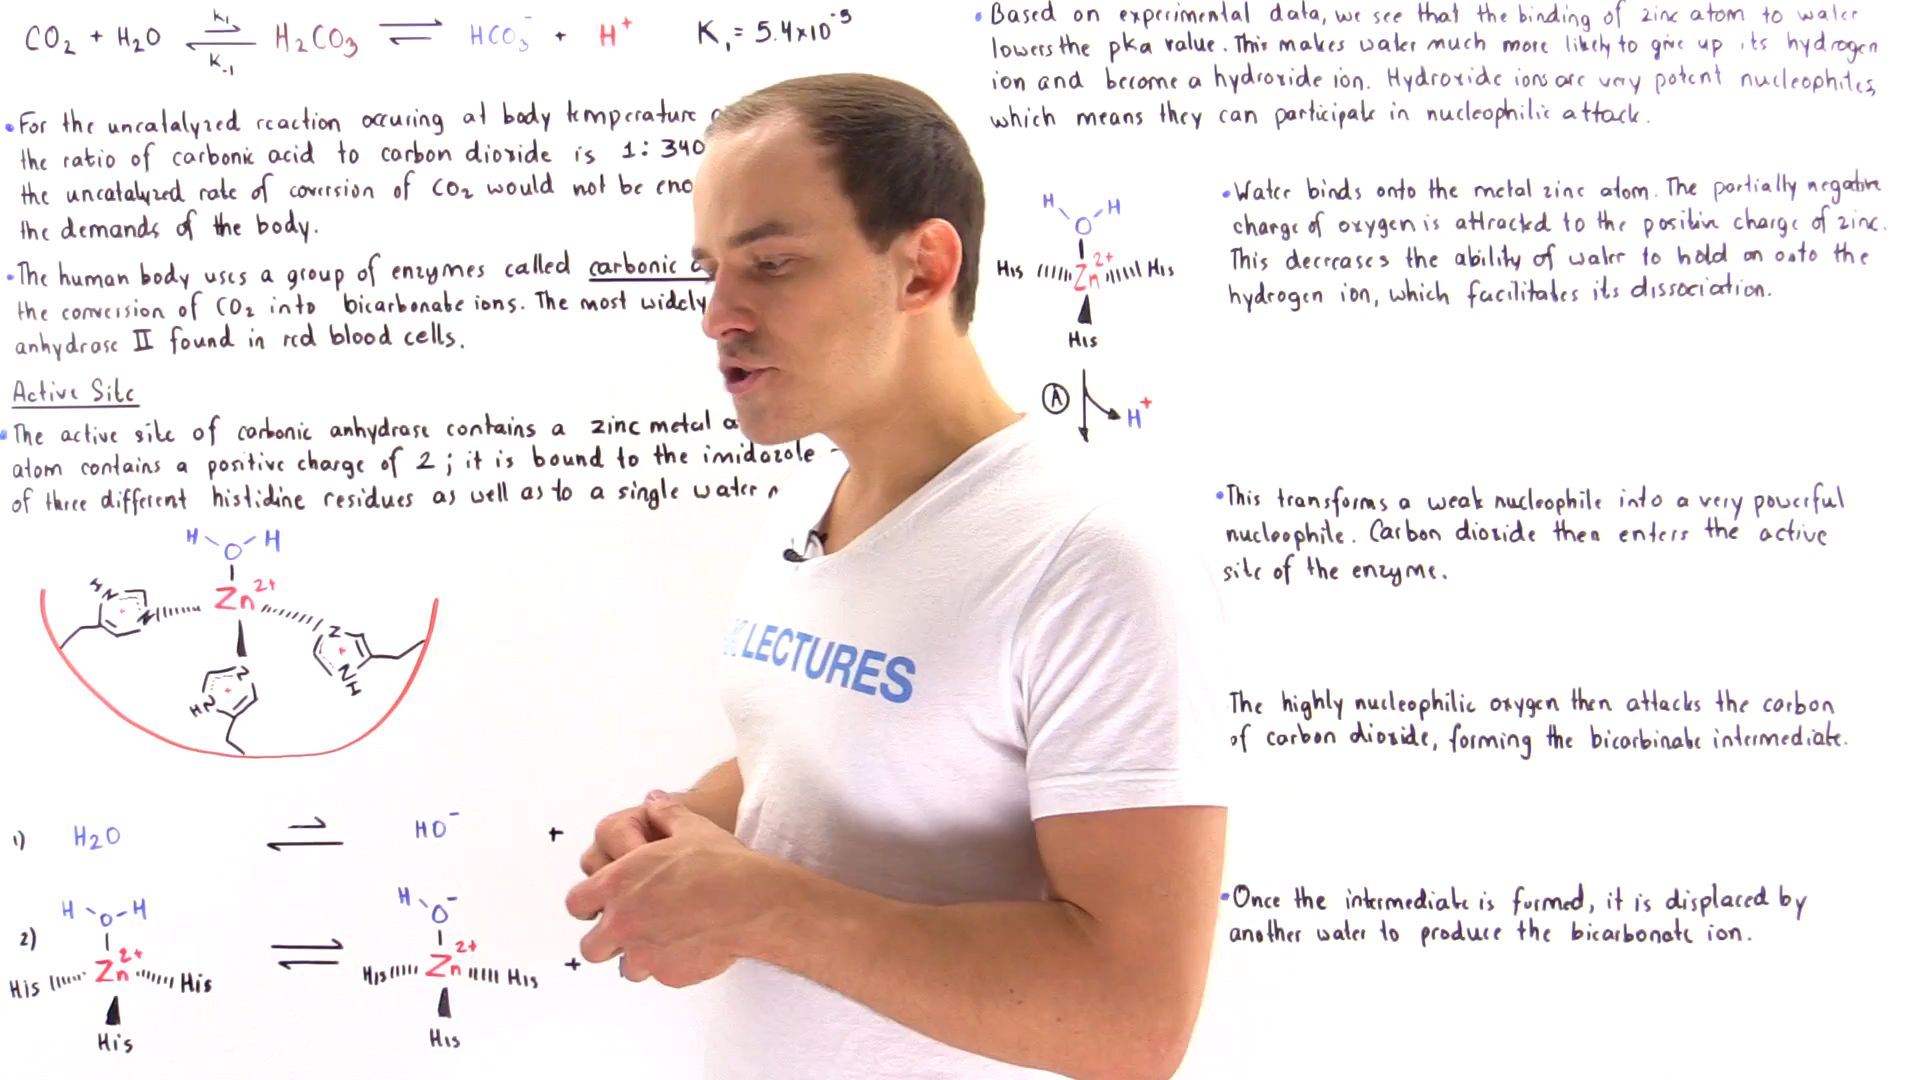 CO2 + H2O K1 K-1 H2CO3 HCO3- + H+ K1 = 5.4×10-5
•For the uncatalyzed reaction occuring at body temperature
the ratio of carbonic acid to carbon dioxide is 1:340
the uncatalyzed rate of coversion of CO2 would not be
the demands of the body.
•The human body uses a group of enzymes called carbonic
the conversion of CO2 into bicarbonate ions. The most widely
anhydrase II found in red blood cells.
Active Site
•The active site of carbonic anhydrase contains a zinc metal
atom contains a positive charge of 2; it is bound to the imidazole
of three different histidine residues as well as to a single water
H O H
Zn2+
N N
N N
HN N
H
1) H2O HO- +
2) H O H
Zn2+
His His
His
H O-
Zn2+
His His
His
+
•Based on experimental data, we see that the binding of zinc atom to water
lowers the pka value. This makes water much more likely to give up its hydrogen
ion and become a hydroxide ion. Hydroxide ions are very potent nucleophiles,
which means they can participate in nucleophilic attack.
H H
O
His Zn2+ His
His
A H+
•Water binds onto the metal zinc atom. The partially negative
charge of oxygen is attracted to the positive charge of zinc.
This decreases the ability of water to hold on onto the
hydrogen ion, which facilitates its dissociation.
•This transforms a weak nucleophile into a very powerful
nucleophile. Carbon dioxide then enters the active
site of the enzyme.
The highly nucleophilic oxygen then attacks the carbon
of carbon dioxide, forming the bicarbinate intermediate.
•Once the intermediate is formed, it is displaced by
another water to produce the bicarbonate ion.
LECTURES